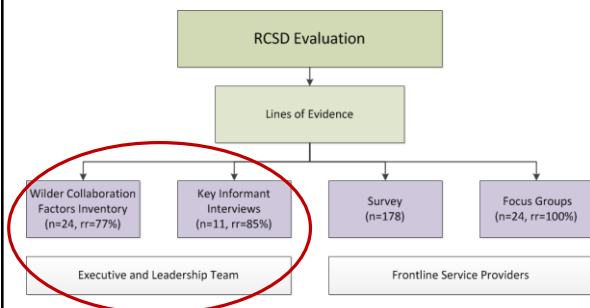 RCSD Evaluation
Lines of Evidence
Wilder Collaboration
Factors Inventory
(n=24, rr=77%)
Key Informant
Interviews
(n=11, rr=85%)
Survey
(n=178)
Focus Groups
(n=24, rr=100%)
Executive and Leadership Team
Frontline Service Providers